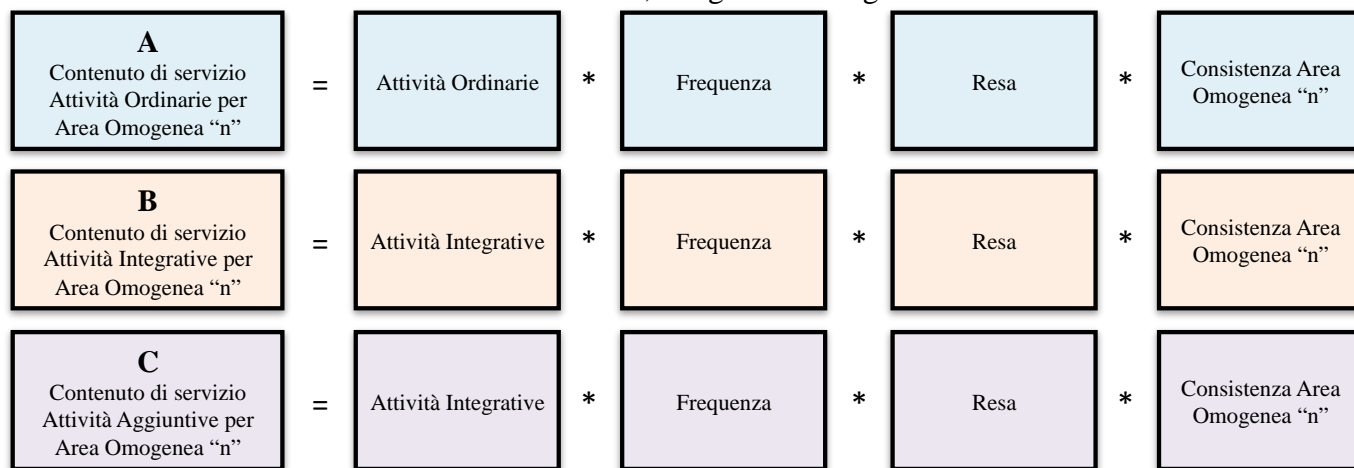 A
Contenuto di servizio
Attività Ordinarie per
Area Omogenea “n”
=
Attività Ordinarie
*
Frequenza
*
Resa
*
Consistenza Area
Omogenea “n”
B
Contenuto di servizio
Attività Integrative per
Area Omogenea “n”
=
Attività Integrative
*
Frequenza
*
Resa
*
Consistenza Area
Omogenea “n”
C
Contenuto di servizio
Attività Aggiuntive per
Area Omogenea “n”
=
Attività Integrative
*
Frequenza
*
Resa
*
Consistenza Area
Omogenea “n”